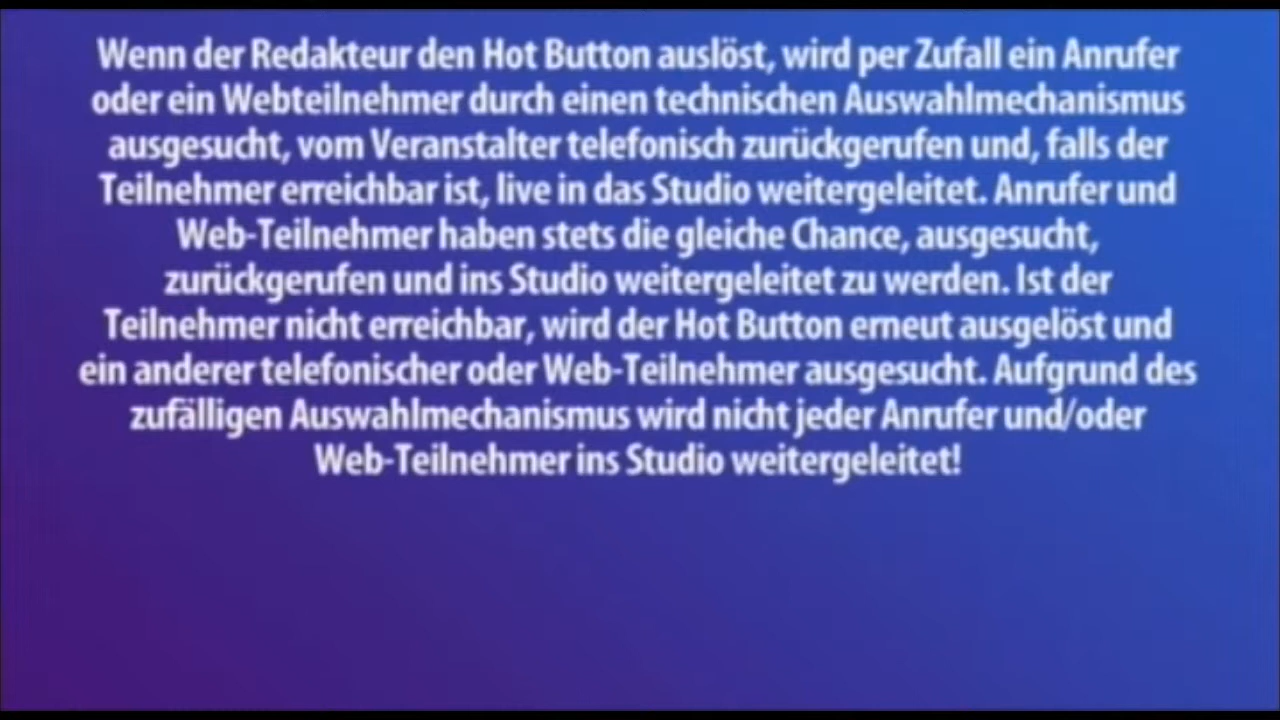 Wenn der Redakteur den Hot Button auslöst, wird per Zufall ein Anrufer
oder ein Webteilnehmer durch einen technischen Auswahlmechanismus
ausgesucht, vom Veranstalter telefonisch zurückgerufen und, falls der
Teilnehmer erreichbar ist, live in das Studio weitergeleitet. Anrufer und
Web-Teilnehmer haben stets die gleiche Chance, ausgesucht,
zurückgerufen und ins Studio weitergeleitet zu werden. Ist der
Teilnehmer nicht erreichbar, wird der Hot Button erneut ausgelöst und
ein anderer telefonischer oder Web-Teilnehmer ausgesucht. Aufgrund des
zufälligen Auswahlmechanismus wird nicht jeder Anrufer und/oder
Web-Teilnehmer ins Studio weitergeleitet!